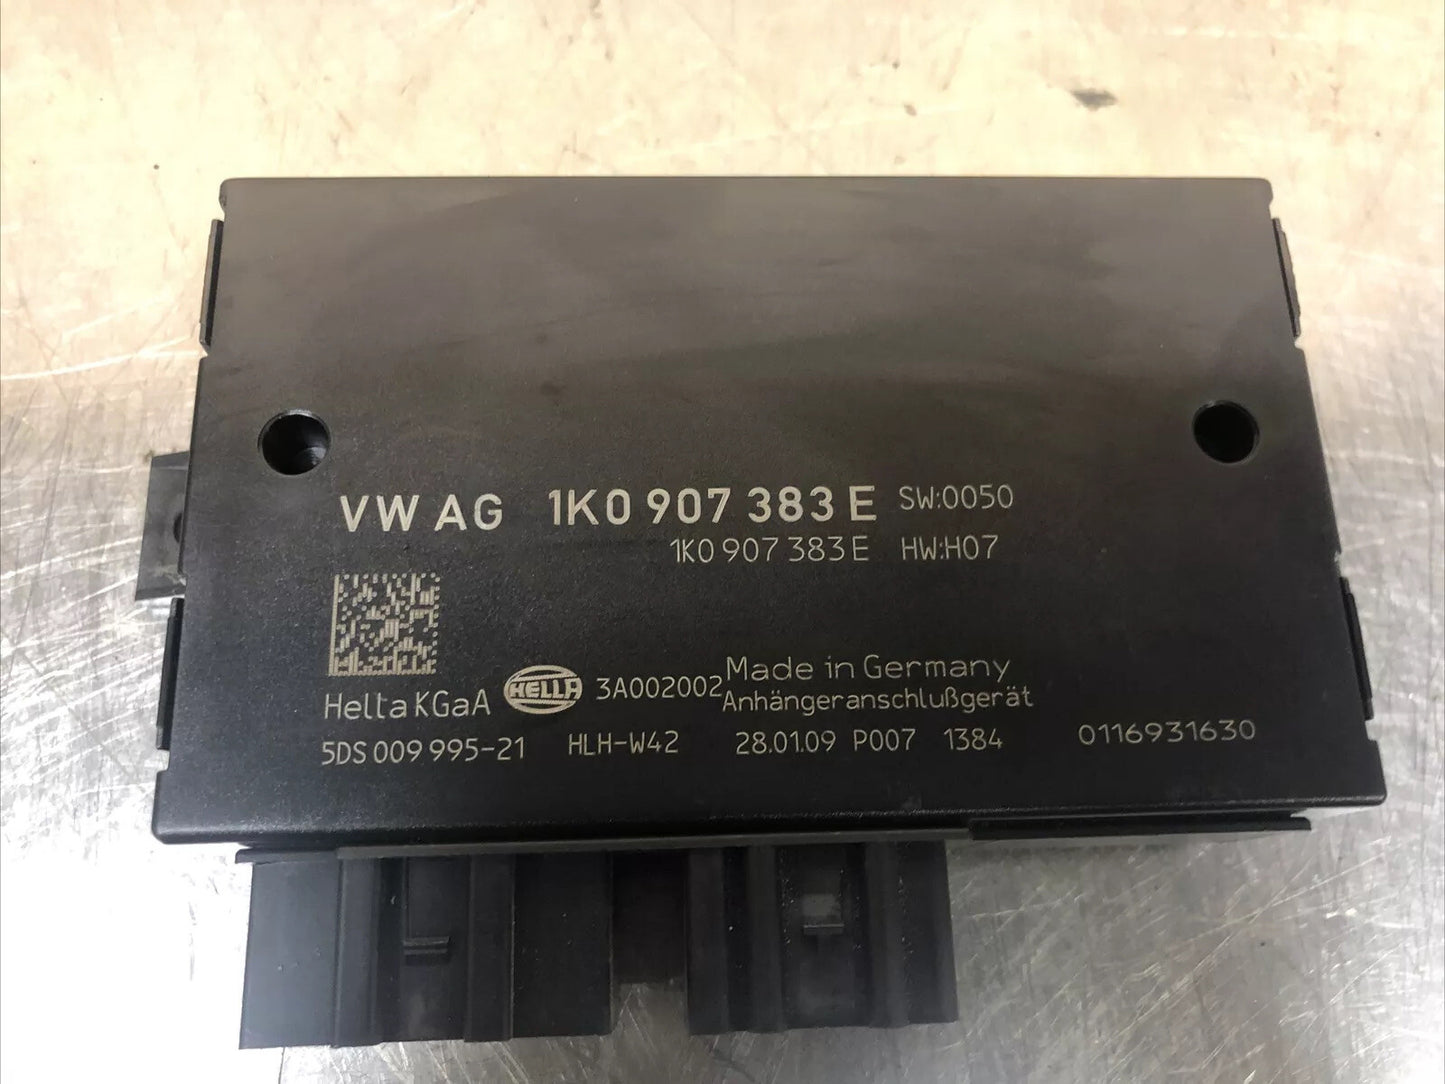 VW AG 1K0 907 383 E SW:0050
1K0 907 383 E HW:H07
Hella KGaA HELLA 3A002002 Made in Germany
Anhängeranschlußgerät
5DS 009 995-21 HLH-W42 28.01.09 P007 1384 0116931630